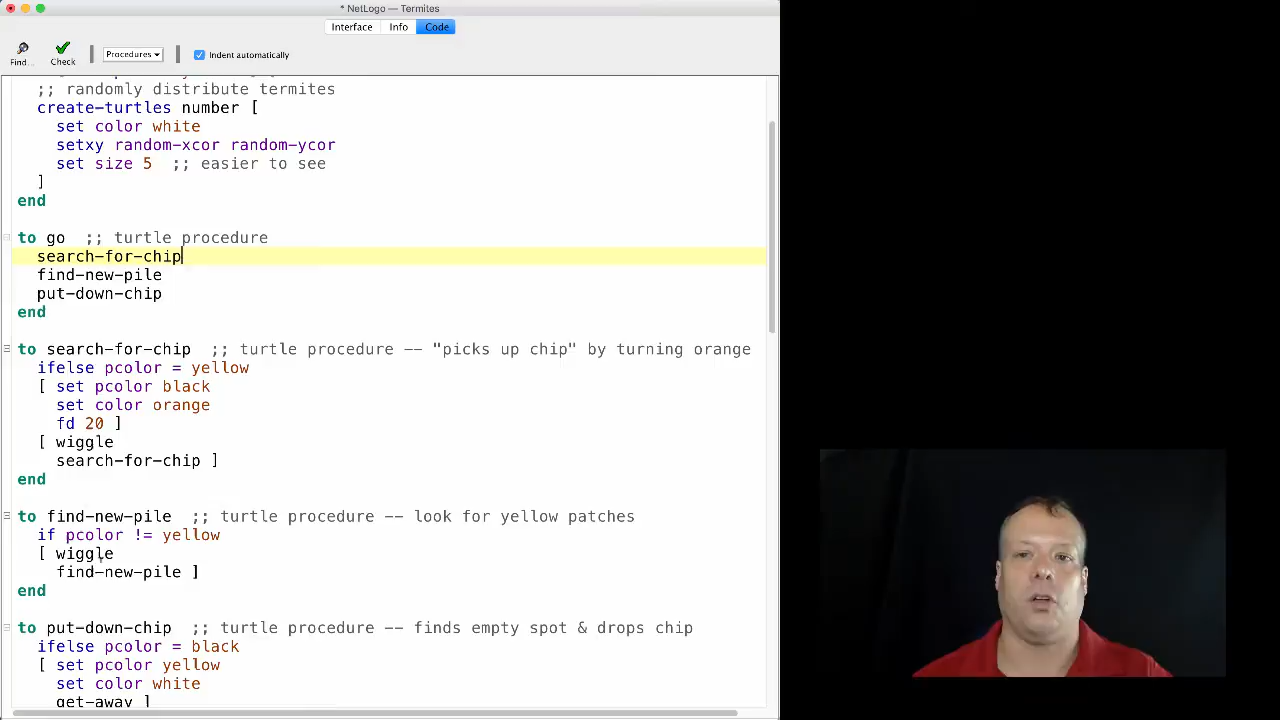 * NetLogo — Termites
Interface Info Code
Find... Check Procedures Indent automatically
;; randomly distribute termites
create-turtles number [
set color white
setxy random-xcor random-ycor
set size 5 ;; easier to see
]
end
to go ;; turtle procedure
search-for-chip
find-new-pile
put-down-chip
end
to search-for-chip ;; turtle procedure -- "picks up chip" by turning orange
ifelse pcolor = yellow
[ set pcolor black
set color orange
fd 20 ]
[ wiggle
search-for-chip ]
end
to find-new-pile ;; turtle procedure -- look for yellow patches
if pcolor != yellow
[ wiggle
find-new-pile ]
end
to put-down-chip ;; turtle procedure -- finds empty spot & drops chip
ifelse pcolor = black
[ set pcolor yellow
set color white
get-away ]